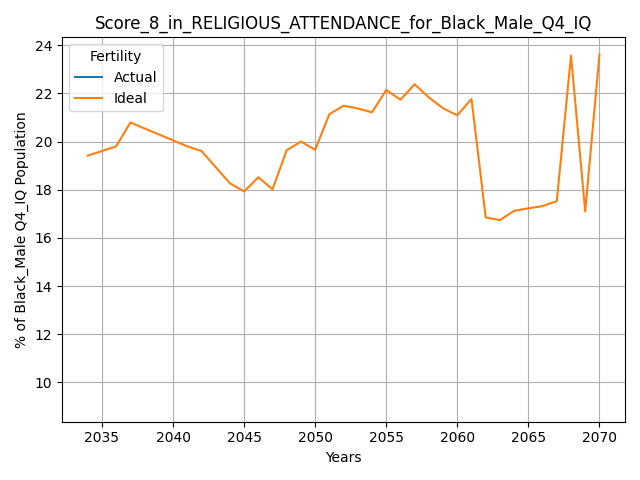 Score_8_in_RELIGIOUS_ATTENDANCE_for_Black_Male_Q4_IQ
Fertility
Actual
Ideal
% of Black_Male Q4_IQ Population
24
22
20
18
16
14
12
10
2035 2040 2045 2050 2055 2060 2065 2070
Years